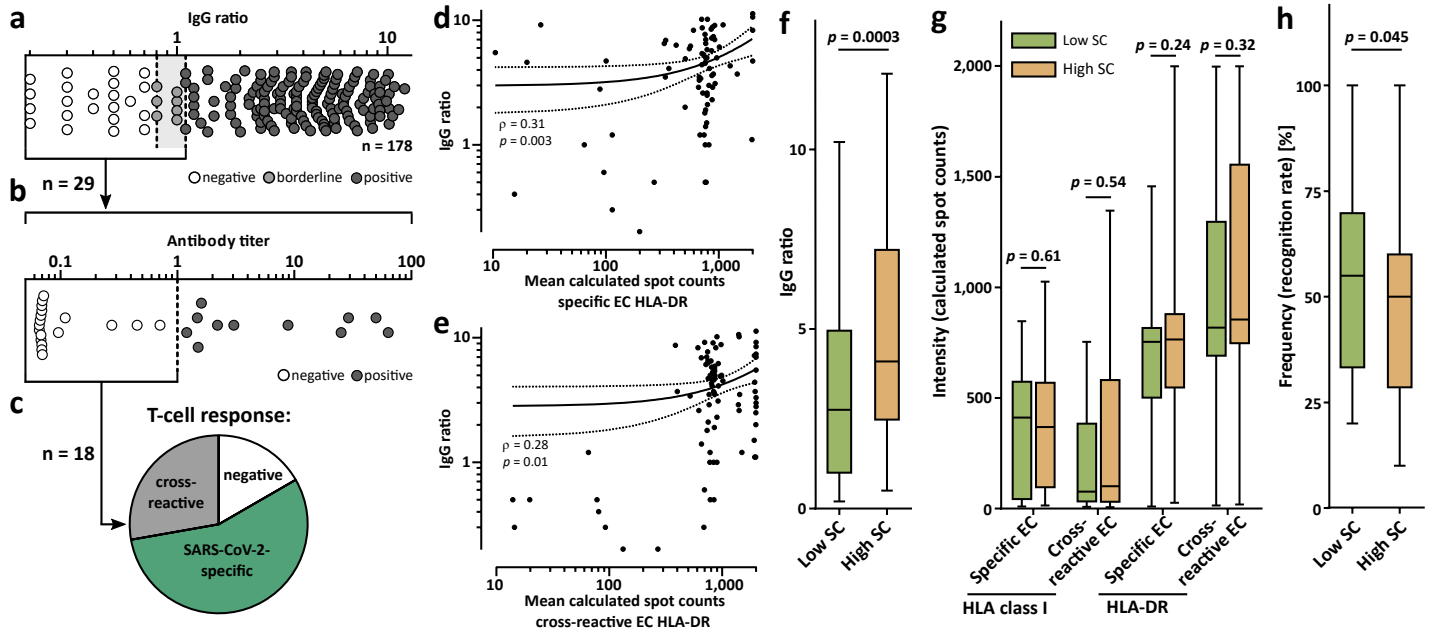 a
IgG ratio
1
10
n = 178
negative
borderline
positive
n = 29
b
Antibody titer
0.1
1
10
100
negative
positive
c
T-cell response:
n = 18
cross-
reactive
negative
SARS-CoV-2-
specific
d
10
1
IgG ratio
ρ = 0.31
p = 0.003
10
100
1,000
Mean calculated spot counts
specific EC HLA-DR
e
10
1
IgG ratio
ρ = 0.28
p = 0.01
10
100
1,000
Mean calculated spot counts
cross-reactive EC HLA-DR
f
p = 0.0003
IgG ratio
10
5
0
Low SC
High SC
g
Low SC
High SC
Intensity (calculated spot counts)
2,000
1,500
1,000
500
0
p = 0.61
p = 0.54
p = 0.24
p = 0.32
Specific EC
Cross-
reactive EC
Specific EC
Cross-
reactive EC
HLA class I
HLA-DR
h
p = 0.045
Frequency (recognition rate) [%]
100
75
50
25
0
Low SC
High SC